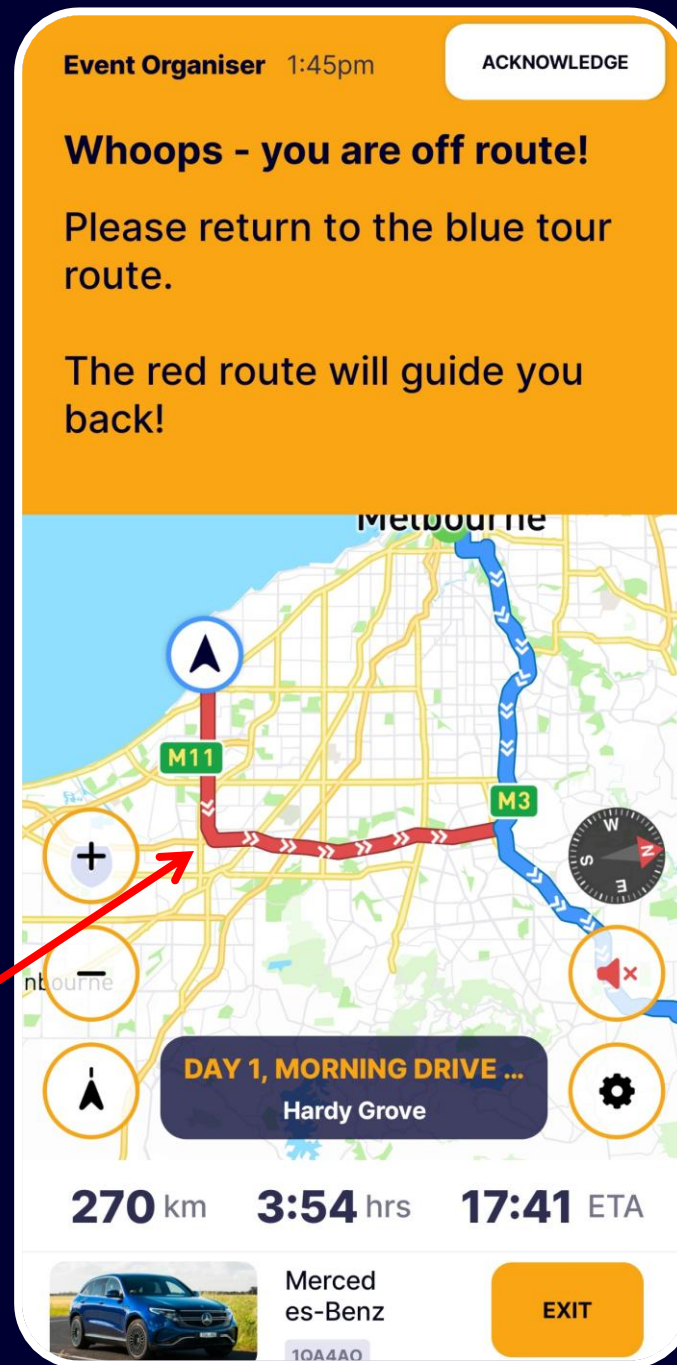 Event Organiser 1:45pm
ACKNOWLEDGE
Whoops - you are off route!
Please return to the blue tour
route.
The red route will guide you
back!
Melbourne
M11
M3
W
N
S
E
+
nbourne
DAY 1, MORNING DRIVE ...
Hardy Grove
270 km 3:54 hrs 17:41 ETA
Merced
es-Benz
EXIT
1QA4AQ